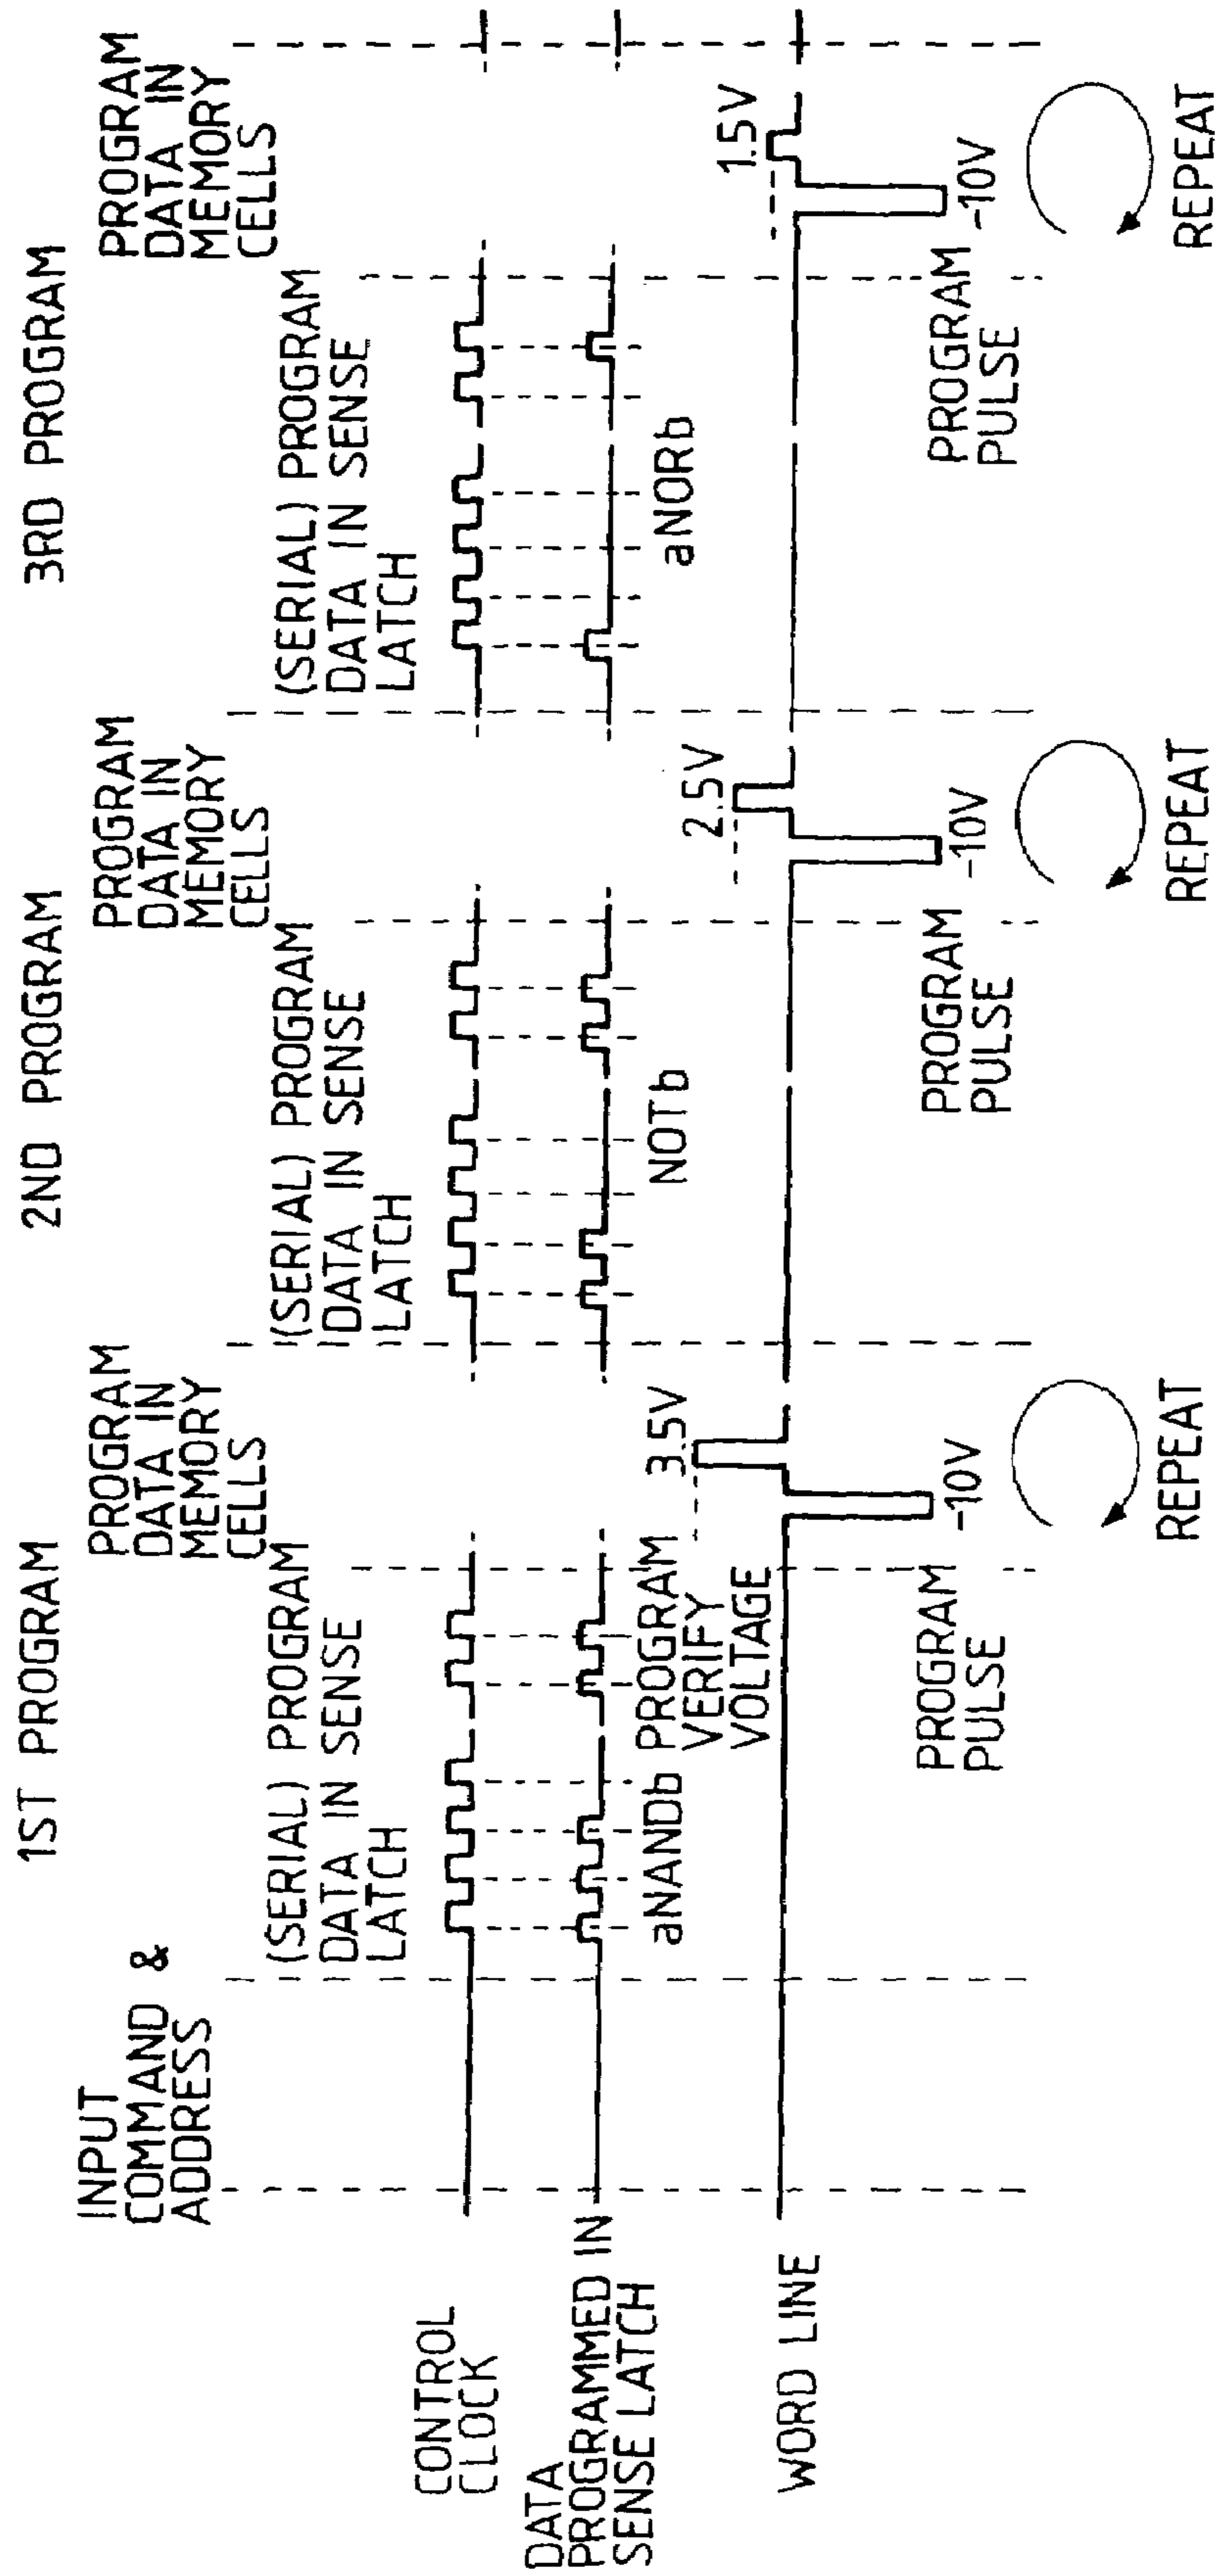 1ST PROGRAM
2ND PROGRAM
3RD PROGRAM
INPUT
COMMAND &
ADDRESS
PROGRAM
DATA IN
MEMORY
CELLS
PROGRAM
DATA IN
MEMORY
CELLS
PROGRAM
DATA IN
MEMORY
CELLS
(SERIAL) PROGRAM
DATA IN SENSE
LATCH
(SERIAL) PROGRAM
DATA IN SENSE
LATCH
(SERIAL) PROGRAM
DATA IN SENSE
LATCH
CONTROL
CLOCK
DATA
PROGRAMMED IN
SENSE LATCH
aNANDb
NOTb
aNORb
PROGRAM
VERIFY
VOLTAGE
3.5V
2.5V
1.5V
WORD LINE
PROGRAM
PULSE
-10V
PROGRAM
PULSE
-10V
PROGRAM
PULSE
-10V
REPEAT
REPEAT
REPEAT